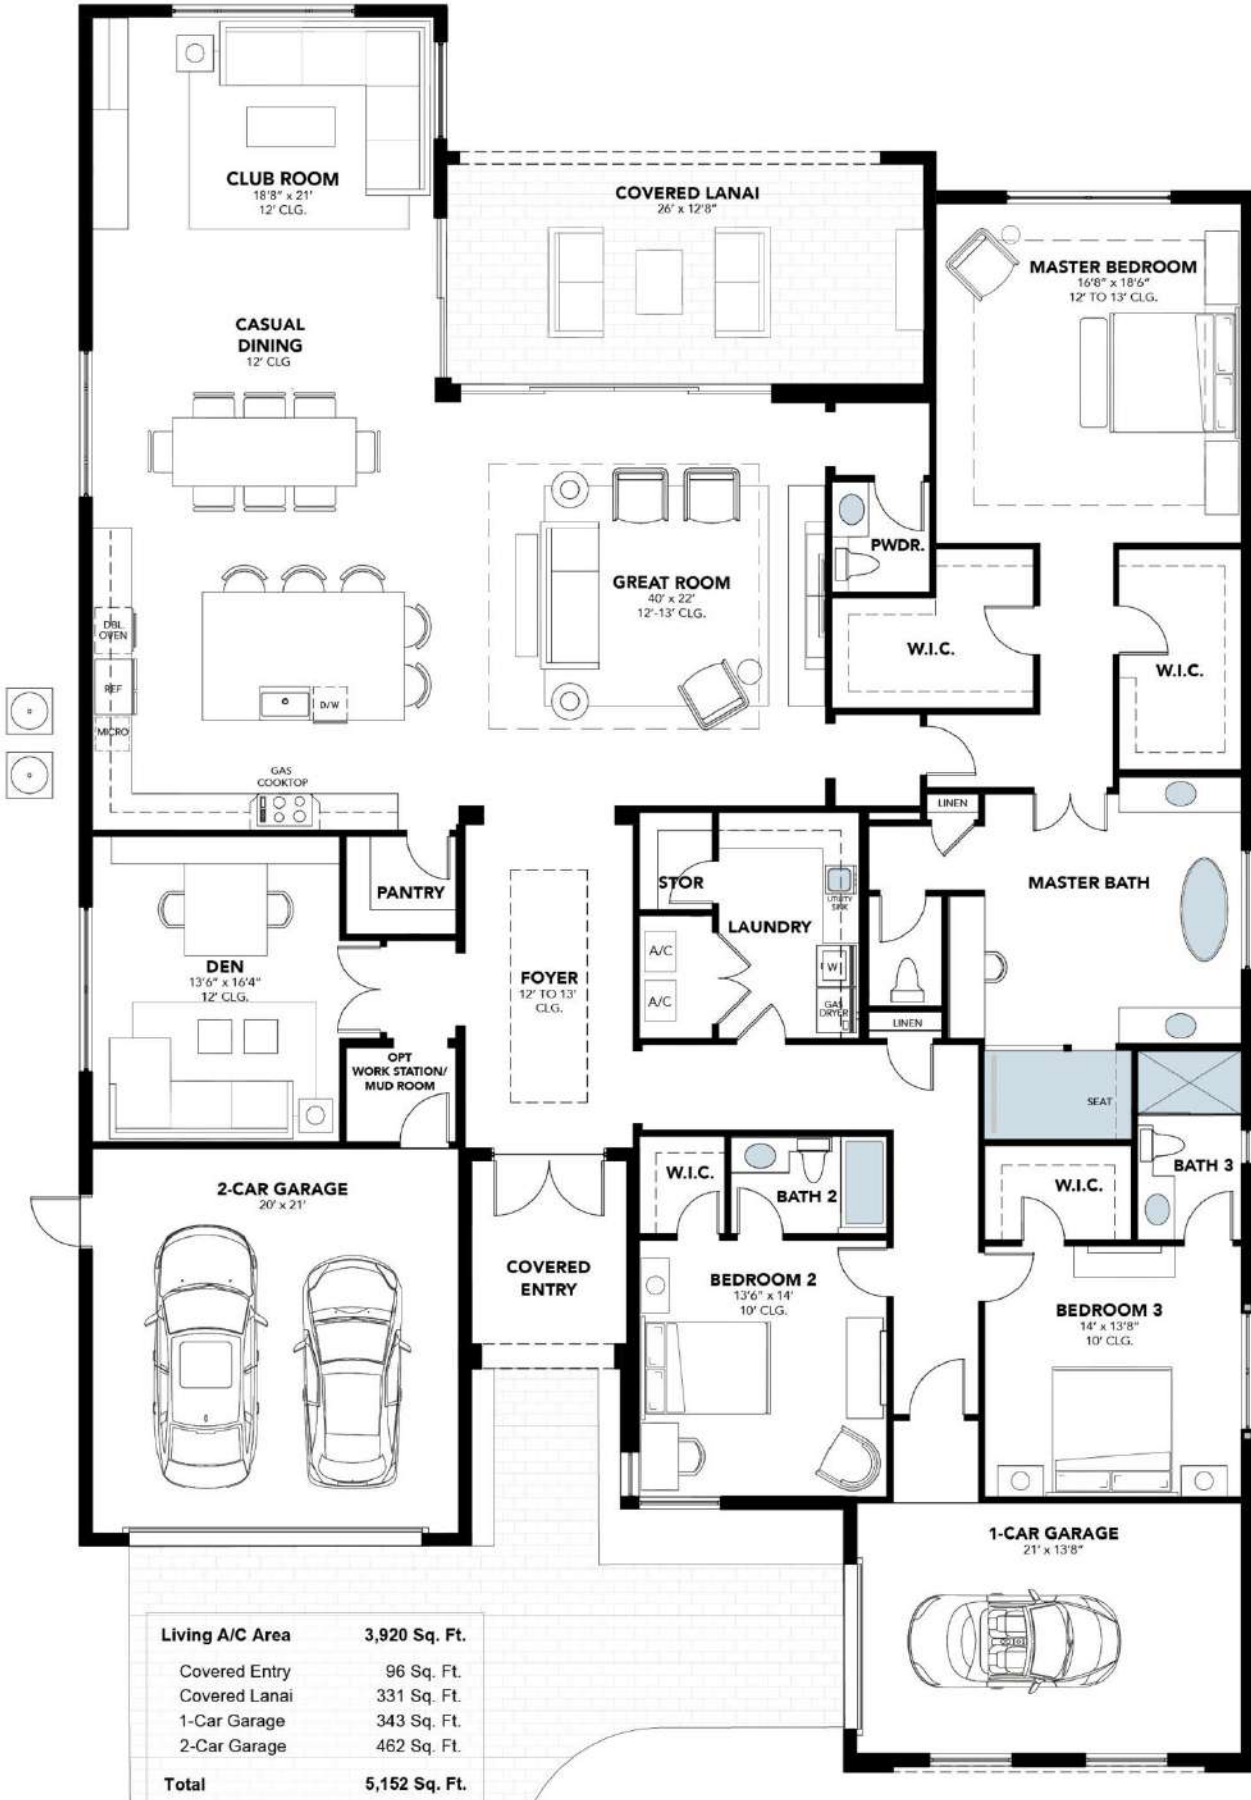 CLUB ROOM
18'8" x 21'
12' CLG.
COVERED LANAI
26' x 12'8"
MASTER BEDROOM
16'8" x 18'6"
12' TO 13' CLG.
CASUAL
DINING
12' CLG
PWDR.
GREAT ROOM
40' x 22'
12'-13' CLG.
DBL.
OVEN
REF
MICRO
D/W
W.I.C.
W.I.C.
GAS
COOKTOP
LINEN
PANTRY
STOR
UTILITY
SINK
MASTER BATH
LAUNDRY
DEN
13'6" x 16'4"
12' CLG.
FOYER
12' TO 13'
CLG.
A/C
A/C
W
GAS
DRYER
LINEN
OPT
WORK STATION/
MUD ROOM
SEAT
2-CAR GARAGE
20' x 21'
W.I.C.
BATH 2
W.I.C.
BATH 3
COVERED
ENTRY
BEDROOM 2
13'6" x 14'
10' CLG.
BEDROOM 3
14' x 13'8"
10' CLG.
1-CAR GARAGE
21' x 13'8"
Living A/C Area 3,920 Sq. Ft.
Covered Entry 96 Sq. Ft.
Covered Lanai 331 Sq. Ft.
1-Car Garage 343 Sq. Ft.
2-Car Garage 462 Sq. Ft.
Total 5,152 Sq. Ft.